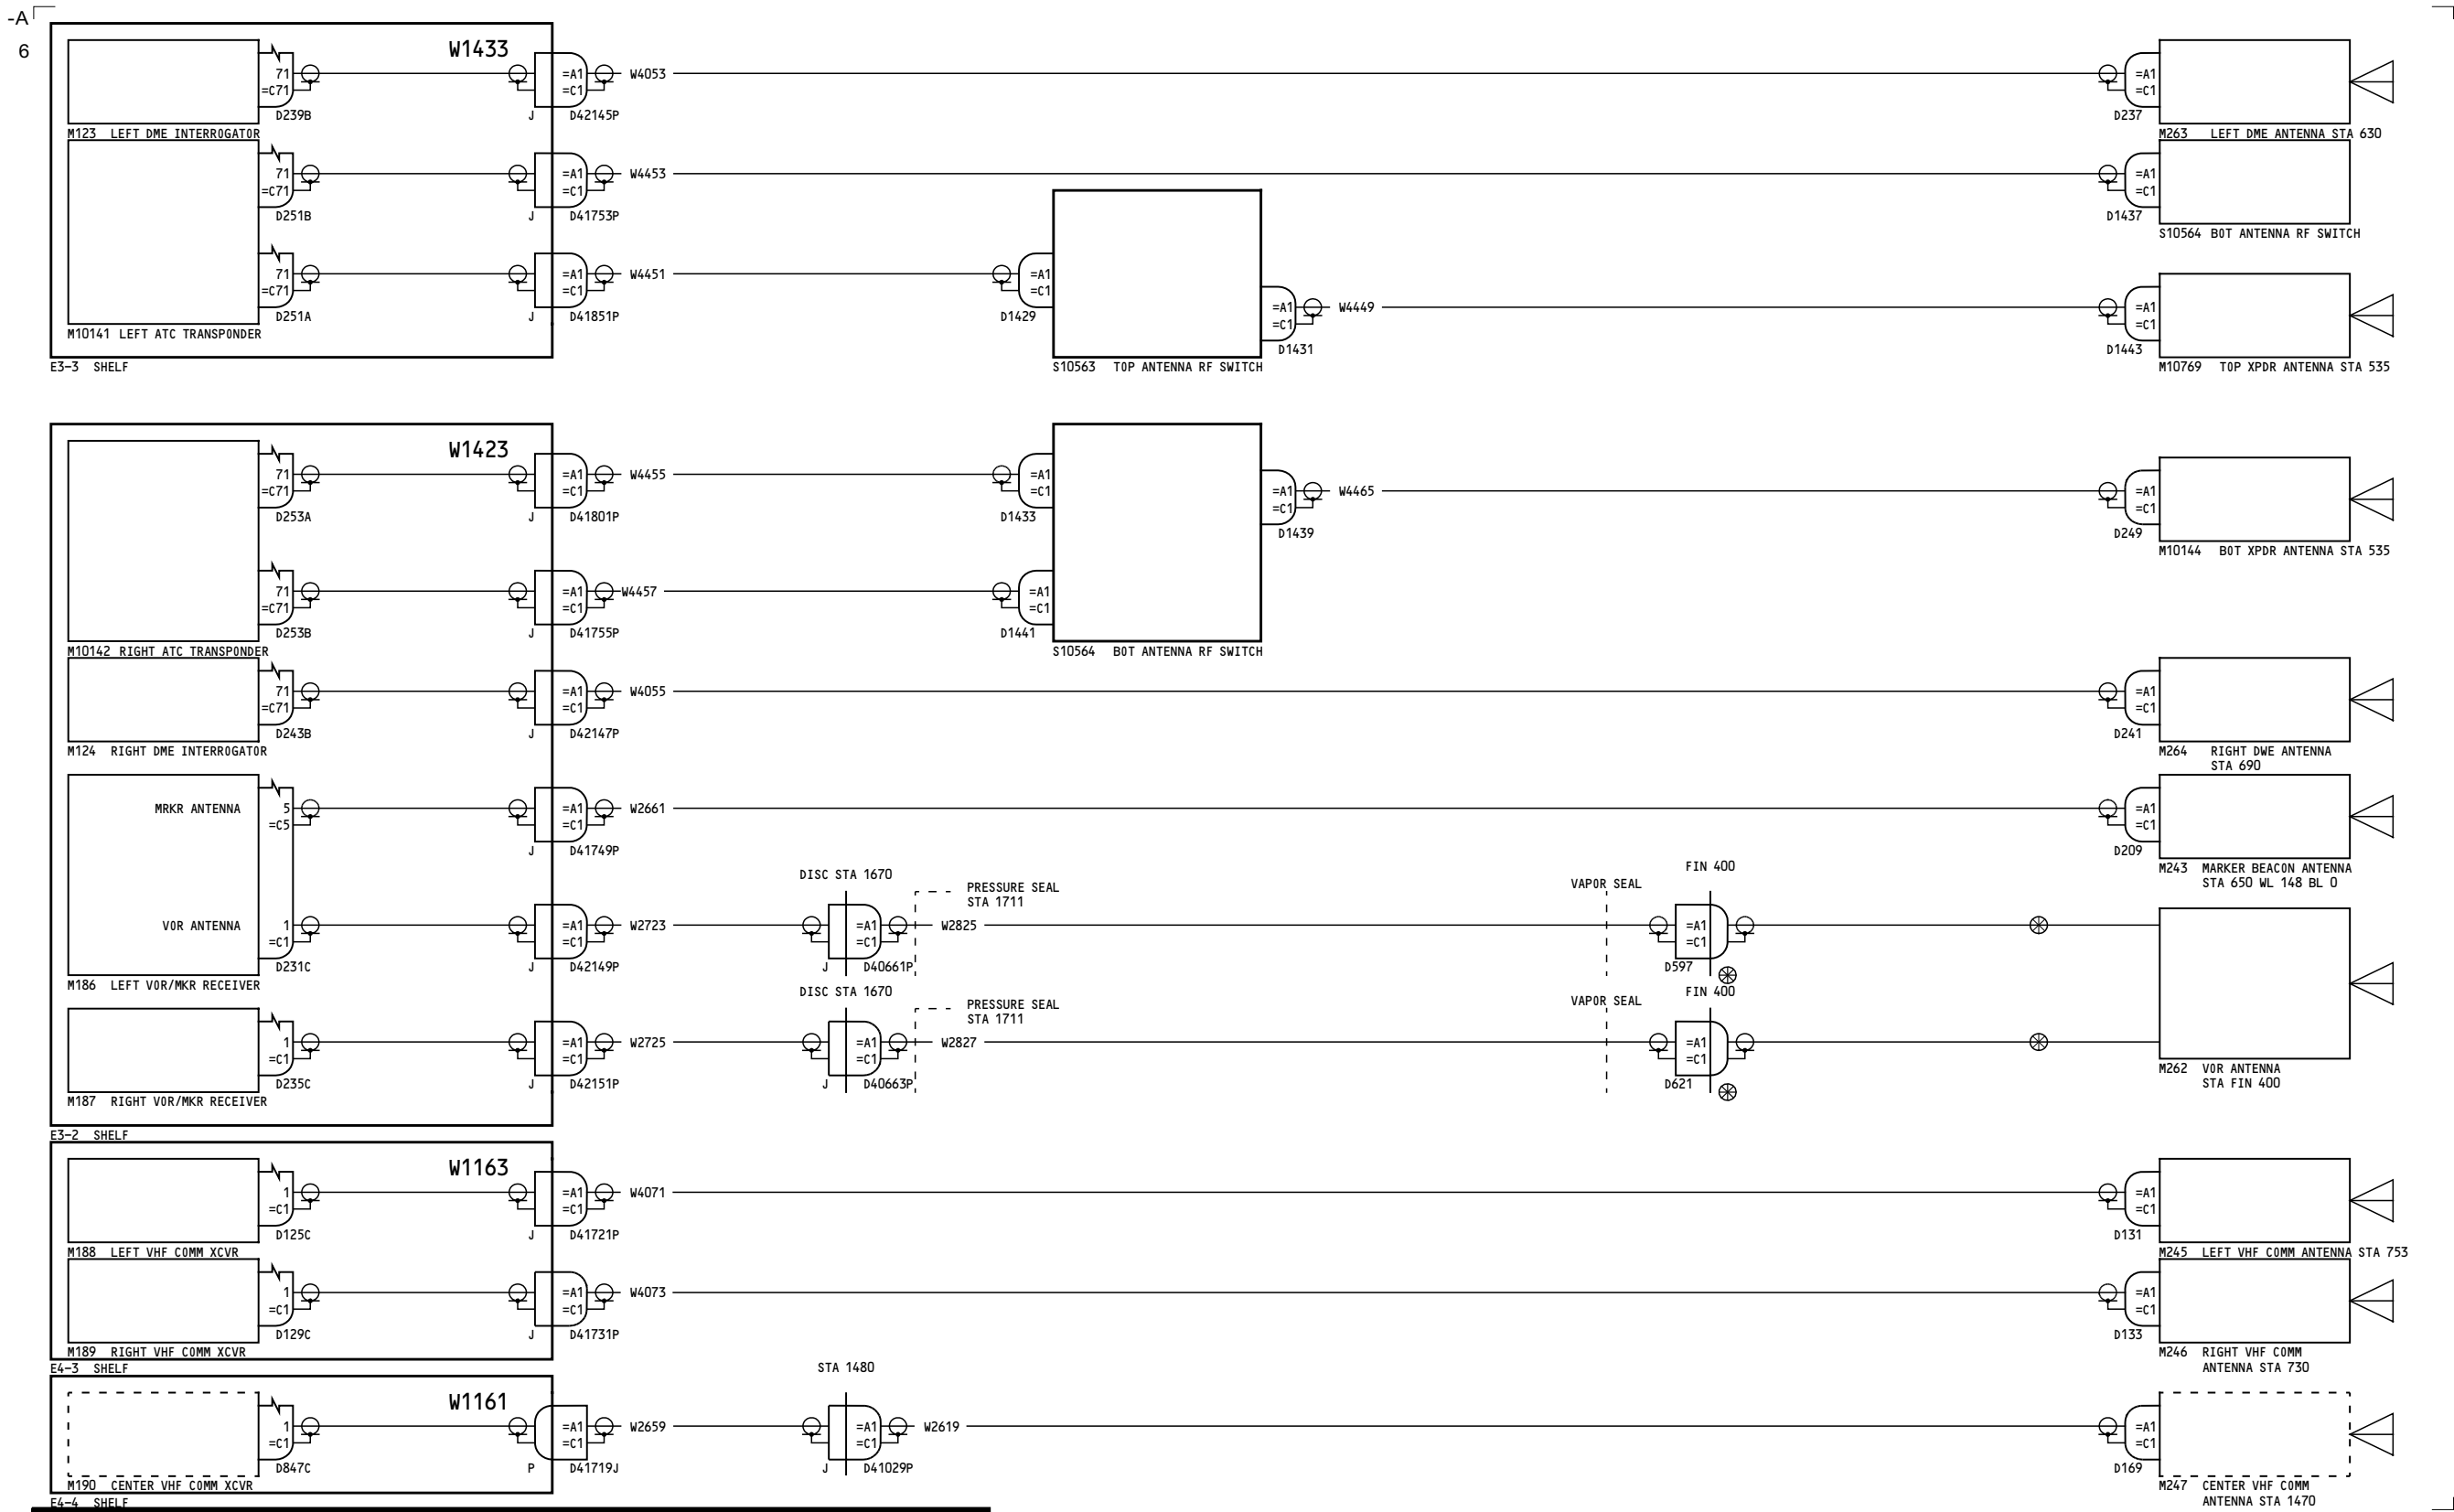 -A
6
W1433
71
=C71
D239B
J
=A1
=C1
D42145P
W4053
=A1
=C1
D237
M123 LEFT DME INTERROGATOR
M263 LEFT DME ANTENNA STA 630
71
=C71
D251B
J
=A1
=C1
D41753P
W4453
=A1
=C1
D1437
S10564 BOT ANTENNA RF SWITCH
71
=C71
D251A
J
=A1
=C1
D41851P
W4451
=A1
=C1
D1429
=A1
=C1
D1431
W4449
=A1
=C1
D1443
M10141 LEFT ATC TRANSPONDER
E3-3 SHELF
S10563 TOP ANTENNA RF SWITCH
M10769 TOP XPDR ANTENNA STA 535
W1423
71
=C71
D253A
J
=A1
=C1
D41801P
W4455
=A1
=C1
D1433
=A1
=C1
D1439
W4465
=A1
=C1
D249
M10144 BOT XPDR ANTENNA STA 535
71
=C71
D253B
J
=A1
=C1
D41755P
W4457
=A1
=C1
D1441
M10142 RIGHT ATC TRANSPONDER
S10564 BOT ANTENNA RF SWITCH
71
=C71
D243B
J
=A1
=C1
D42147P
W4055
=A1
=C1
D241
M124 RIGHT DME INTERROGATOR
M264 RIGHT DWE ANTENNA
STA 690
MRKR ANTENNA
5
=C5
J
=A1
=C1
D41749P
W2661
=A1
=C1
D209
M243 MARKER BEACON ANTENNA
STA 650 WL 148 BL 0
VOR ANTENNA
1
=C1
D231C
J
=A1
=C1
D42149P
W2723
DISC STA 1670
J
=A1
=C1
D40661P
PRESSURE SEAL
STA 1711
W2825
VAPOR SEAL
FIN 400
=A1
=C1
D597
M186 LEFT VOR/MKR RECEIVER
1
=C1
D235C
J
=A1
=C1
D42151P
W2725
DISC STA 1670
J
=A1
=C1
D40663P
PRESSURE SEAL
STA 1711
W2827
VAPOR SEAL
FIN 400
=A1
=C1
D621
M262 VOR ANTENNA
STA FIN 400
M187 RIGHT VOR/MKR RECEIVER
E3-2 SHELF
W1163
1
=C1
D125C
J
=A1
=C1
D41721P
W4071
=A1
=C1
D131
M188 LEFT VHF COMM XCVR
M245 LEFT VHF COMM ANTENNA STA 753
1
=C1
D129C
J
=A1
=C1
D41731P
W4073
=A1
=C1
D133
M189 RIGHT VHF COMM XCVR
E4-3 SHELF
M246 RIGHT VHF COMM
ANTENNA STA 730
W1161
1
=C1
D847C
P
=A1
=C1
D41719J
W2659
STA 1480
J
=A1
=C1
D41029P
W2619
=A1
=C1
D169
M190 CENTER VHF COMM XCVR
E4-4 SHELF
M247 CENTER VHF COMM
ANTENNA STA 1470